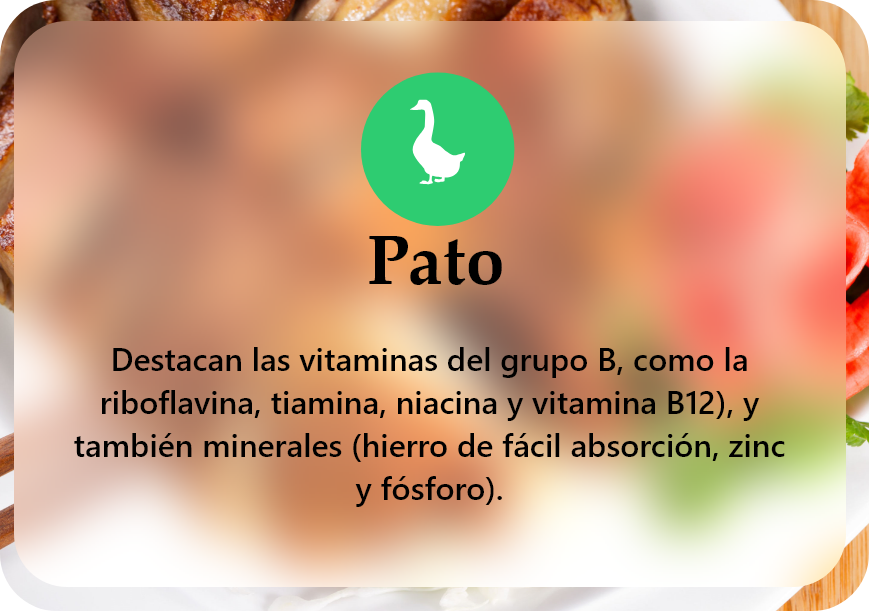 Pato
Destacan las vitaminas del grupo B, como la
riboflavina, tiamina, niacina y vitamina B12), y
también minerales (hierro de fácil absorción, zinc
y fósforo).